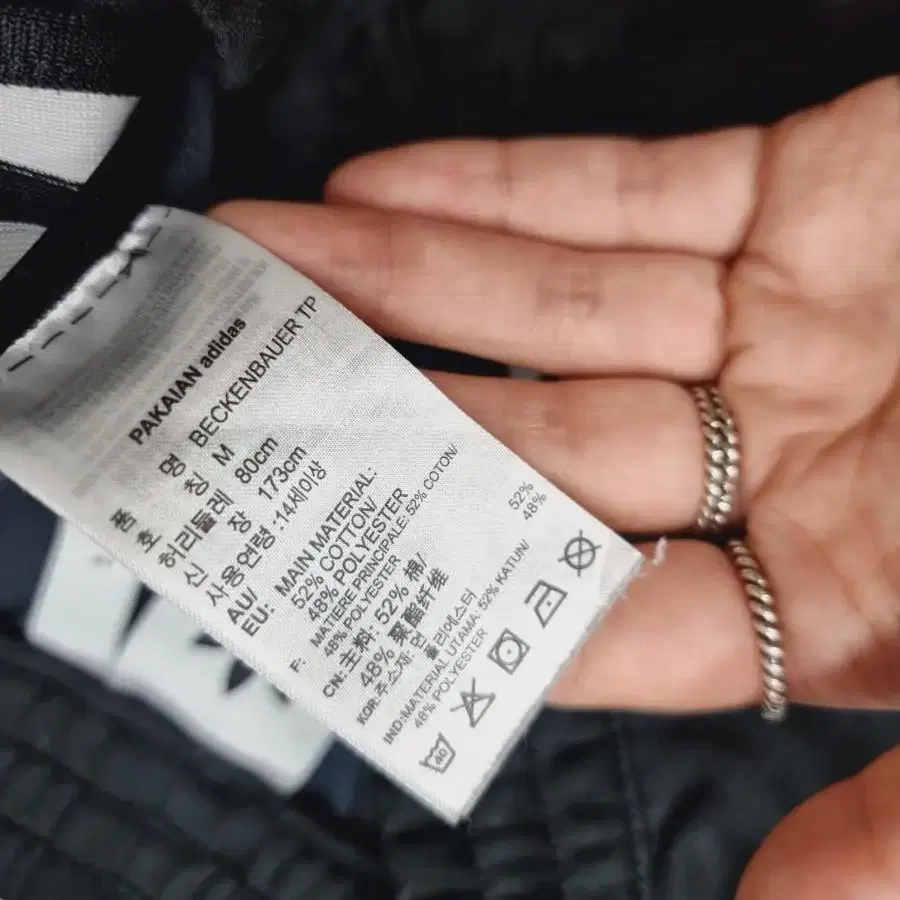 PAKAIAN adidas
품 명 BECKENBAUER TP
호 칭 M
허리둘레 80cm
신 장 173cm
사용연령 :14세이상
AU/
EU: MAIN MATERIAL:
52% COTTON/
48% POLYESTER
F: MATIERE PRINCIPALE: 52% COTON/
48% POLYESTER
CN: 主料: 52% 棉/
48% 聚酯纤维
KOR: 주소재: 면 52%
폴리에스터 48%
IND:MATERIAL UTAMA: 52% KATUN/
48% POLYESTER
40